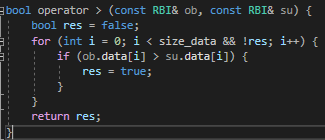 bool operator > (const RBI& ob, const RBI& su) {
    bool res = false;
    for (int i = 0; i < size_data && !res; i++) {
        if (ob.data[i] > su.data[i]) {
            res = true;
        }
    }
    return res;
}